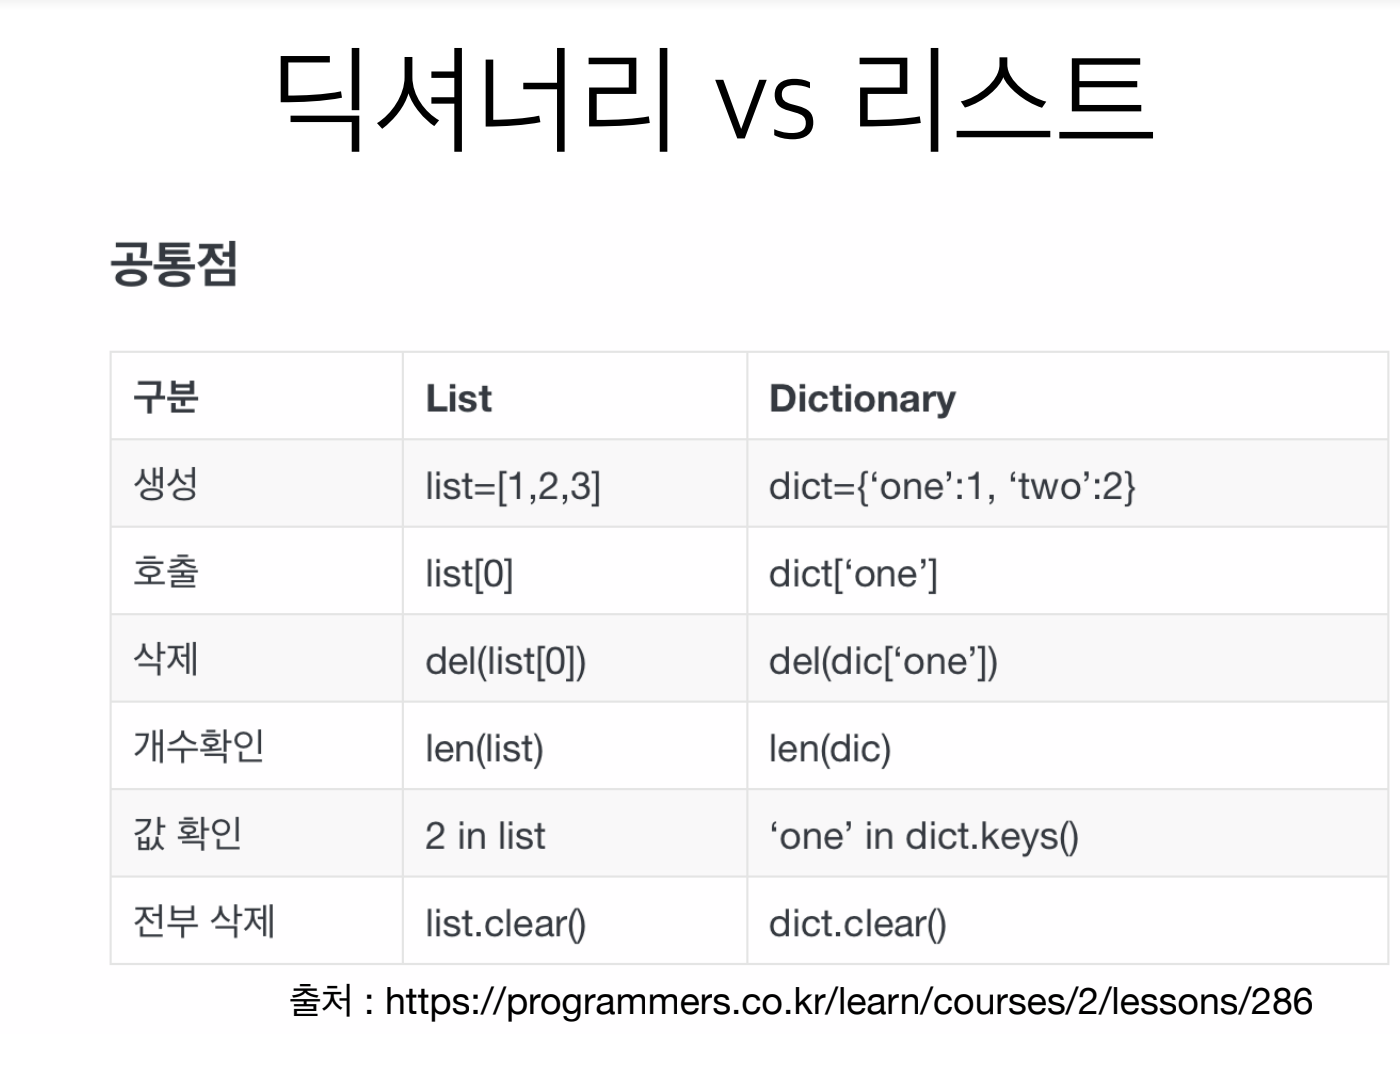 딕셔너리 vs 리스트
공통점
구분 List Dictionary
생성 list=[1,2,3] dict={‘one’:1, ‘two’:2}
호출 list[0] dict[‘one’]
삭제 del(list[0]) del(dic[‘one’])
개수확인 len(list) len(dic)
값 확인 2 in list ‘one’ in dict.keys()
전부 삭제 list.clear() dict.clear()
출처 : https://programmers.co.kr/learn/courses/2/lessons/286